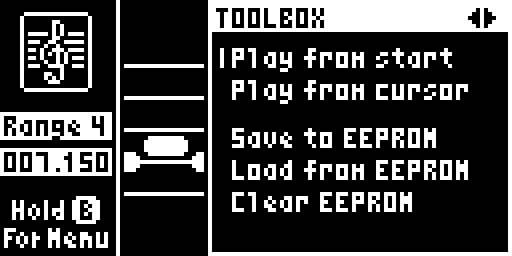 Range 4
007.150
Hold B
For Menu
TOOLBOX
Play from start
Play from cursor
Save to EEPROM
Load from EEPROM
Clear EEPROM